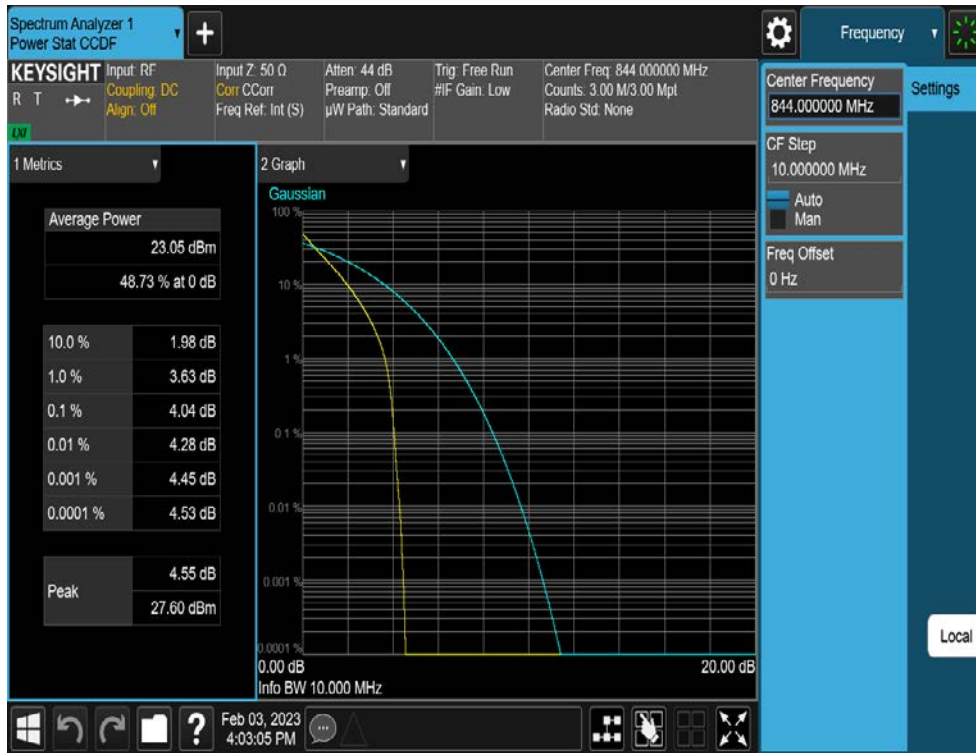 Spectrum Analyzer 1
Power Stat CCDF
+
Frequency
KEYSIGHT
R T
LXI
Input: RF
Coupling: DC
Align: Off
Input Z: 50 Ω
Corr CCorr
Freq Ref: Int (S)
Atten: 44 dB
Preamp: Off
µW Path: Standard
Trig: Free Run
#IF Gain: Low
Center Freq: 844.000000 MHz
Counts: 3.00 M/3.00 Mpt
Radio Std: None
Center Frequency
844.000000 MHz
Settings
CF Step
10.000000 MHz
Auto
Man
Freq Offset
0 Hz
1 Metrics
Average Power
23.05 dBm
48.73 % at 0 dB
10.0 % 1.98 dB
1.0 % 3.63 dB
0.1 % 4.04 dB
0.01 % 4.28 dB
0.001 % 4.45 dB
0.0001 % 4.53 dB
Peak
4.55 dB
27.60 dBm
2 Graph
Gaussian
100 %
10 %
1 %
0.1 %
0.01 %
0.001 %
0.0001 %
0.00 dB 20.00 dB
Info BW 10.000 MHz
Local
?
Feb 03, 2023
4:03:05 PM